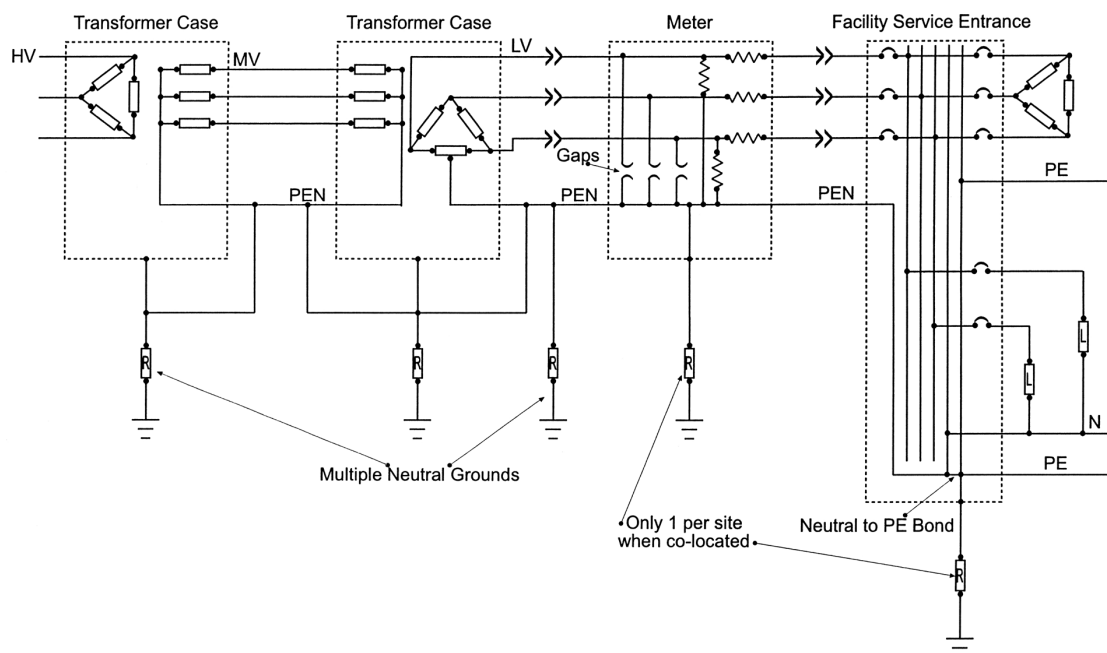 Transformer Case
Transformer Case
Meter
Facility Service Entrance
HV
MV
LV
Gaps
PE
PEN
PEN
PEN
R
R
R
R
L
L
N
PE
Multiple Neutral Grounds
Only 1 per site
when co-located
Neutral to PE Bond
R